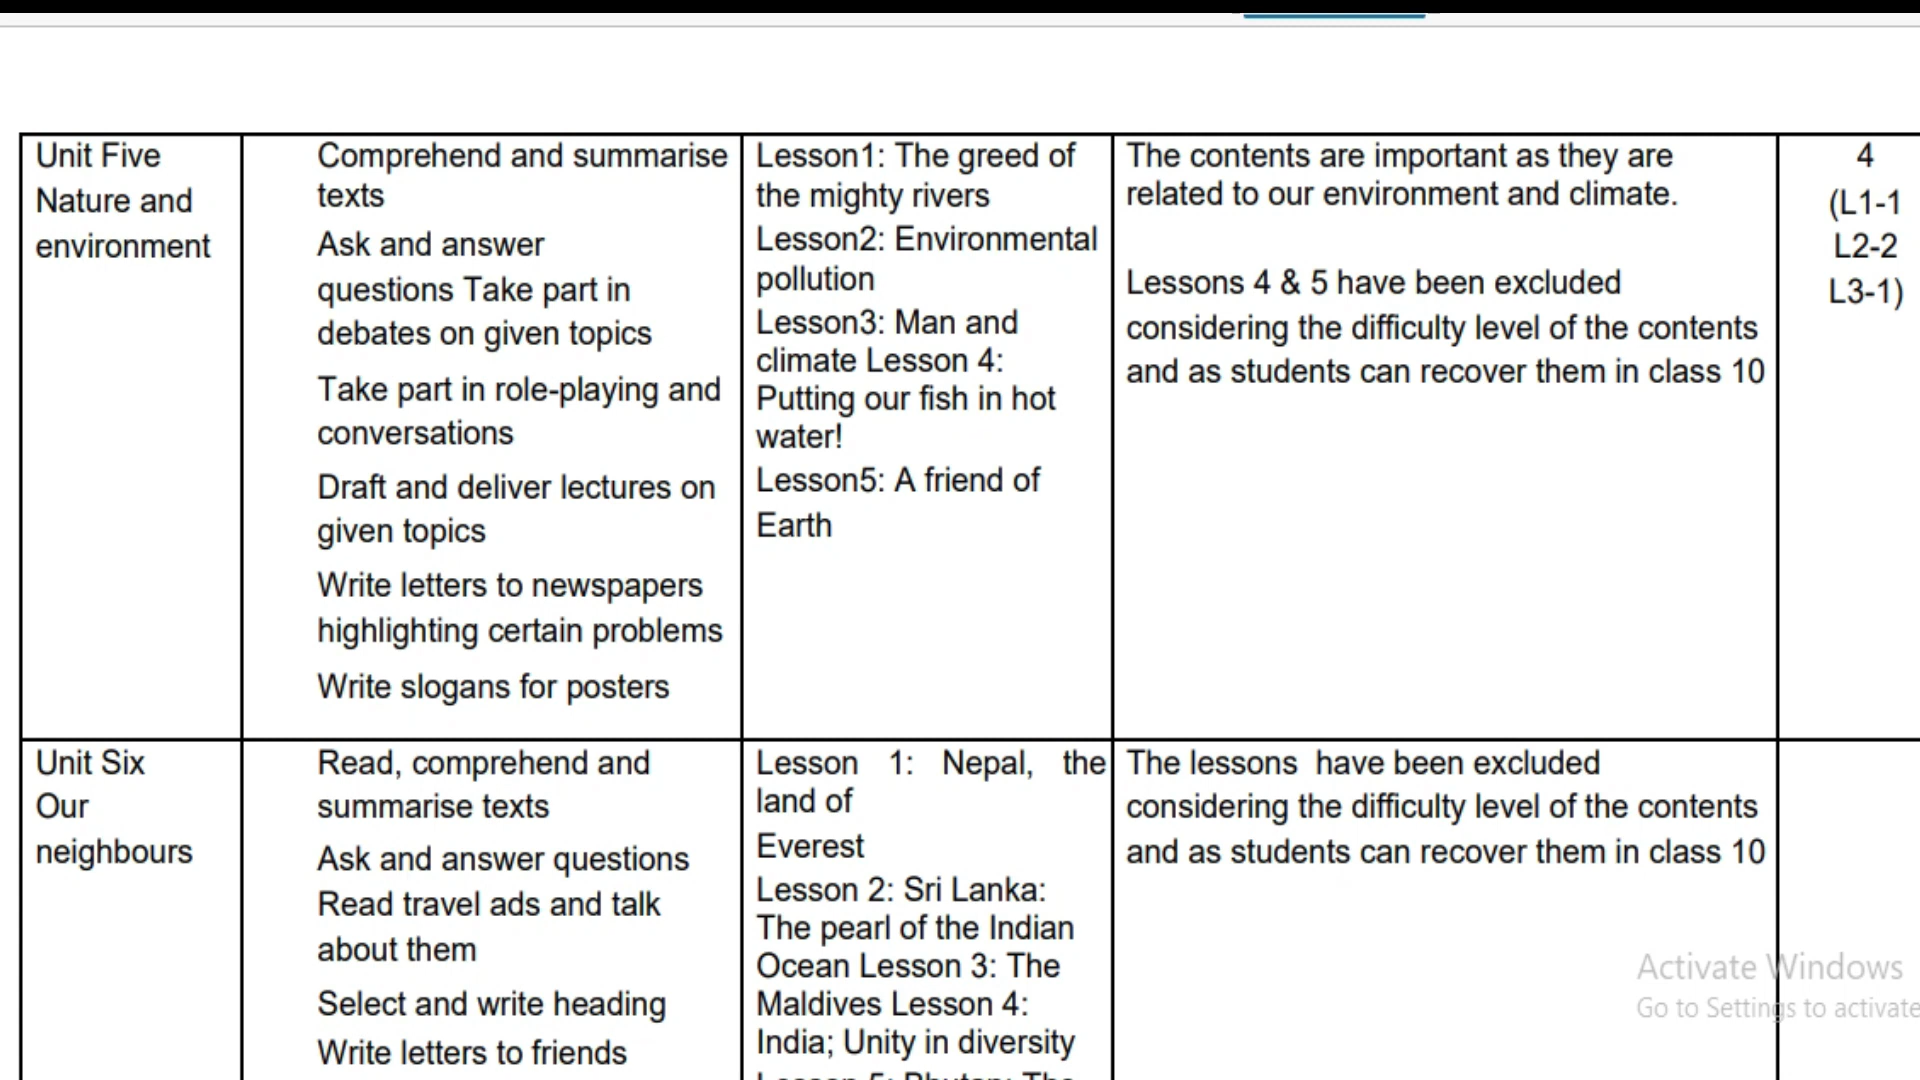 Unit Five
Nature and
environment
Comprehend and summarise
texts
Ask and answer
questions Take part in
debates on given topics
Take part in role-playing and
conversations
Draft and deliver lectures on
given topics
Write letters to newspapers
highlighting certain problems
Write slogans for posters
Lesson1: The greed of
the mighty rivers
Lesson2: Environmental
pollution
Lesson3: Man and
climate Lesson 4:
Putting our fish in hot
water!
Lesson5: A friend of
Earth
The contents are important as they are
related to our environment and climate.
Lessons 4 & 5 have been excluded
considering the difficulty level of the contents
and as students can recover them in class 10
4
(L1-1
L2-2
L3-1)
Unit Six
Our
neighbours
Read, comprehend and
summarise texts
Ask and answer questions
Read travel ads and talk
about them
Select and write heading
Write letters to friends
Lesson 1: Nepal, the
land of
Everest
Lesson 2: Sri Lanka:
The pearl of the Indian
Ocean Lesson 3: The
Maldives Lesson 4:
India; Unity in diversity
Lesson 5: Bhutan: The
The lessons have been excluded
considering the difficulty level of the contents
and as students can recover them in class 10
Activate Windows
Go to Settings to activate